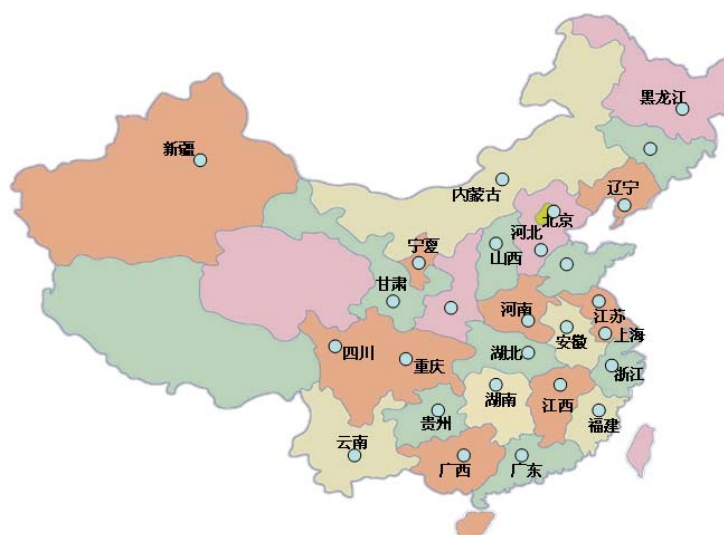 黑龙江
新疆
内蒙古
辽宁
北京
河北
宁夏
山西
甘肃
河南
江苏
上海
安徽
四川
重庆
湖北
浙江
湖南
江西
贵州
福建
云南
广西
广东